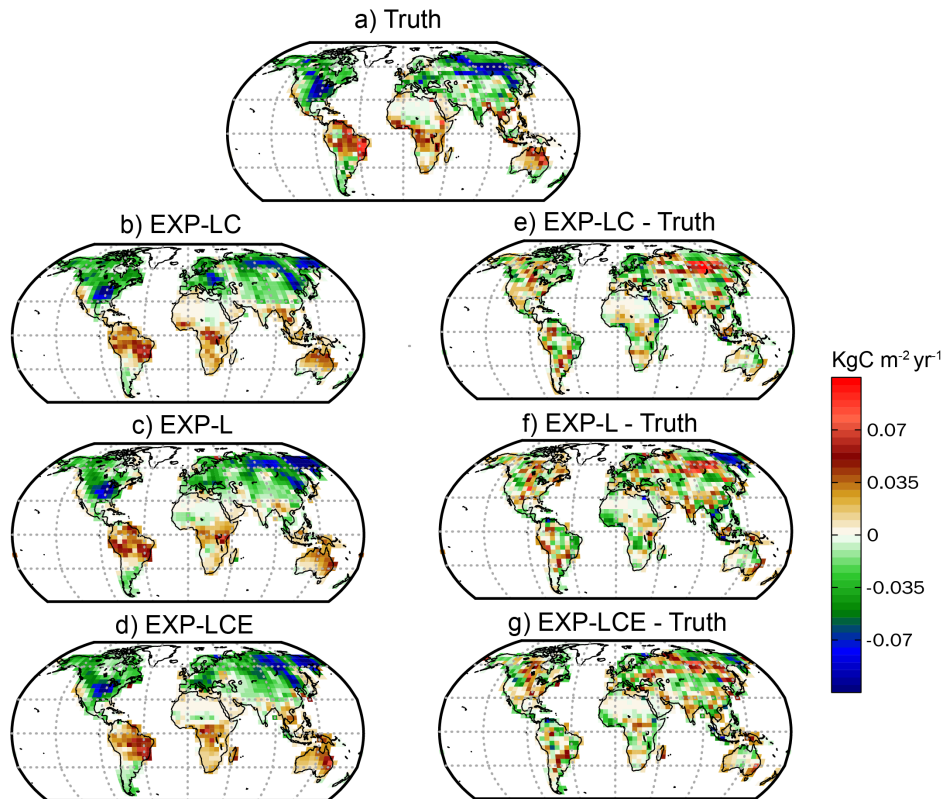 a) Truth
b) EXP-LC
e) EXP-LC - Truth
c) EXP-L
f) EXP-L - Truth
d) EXP-LCE
g) EXP-LCE - Truth
KgC m⁻² yr⁻¹
0.07
0.035
0
-0.035
-0.07